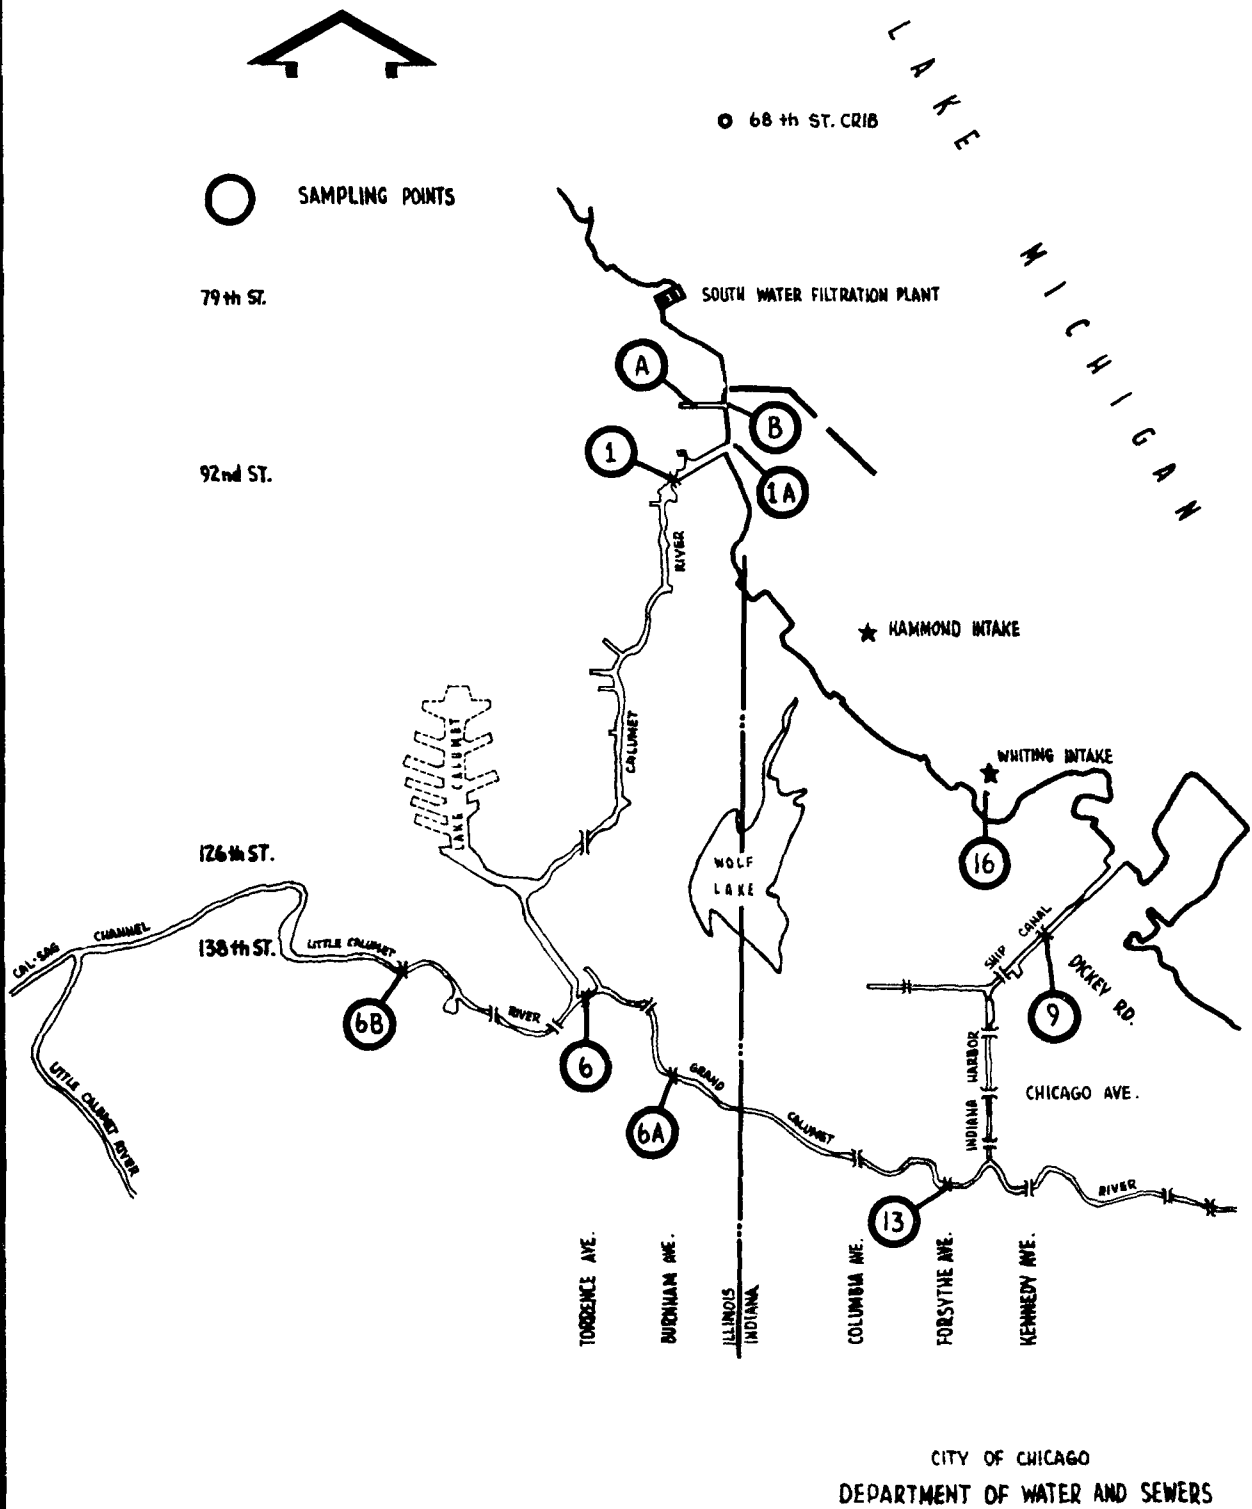 LAKE MICHIGAN
68 th ST. CRIB
SAMPLING POINTS
79th ST.
SOUTH WATER FILTRATION PLANT
A
B
1
92nd ST.
1A
RIVER
HAMMOND INTAKE
CALUMET
LAKE CALUMET
WHITING INTAKE
126th ST.
WOLF
LAKE
16
CAL-SAG
CHANNEL
138th ST.
LITTLE CALUMET
RIVER
6B
6
SHIP CANAL
DICKEY RD.
9
LITTLE CALUMET RIVER
6A
GRAND
CALUMET
INDIANA HARBOR
CHICAGO AVE.
RIVER
13
TORRENCE AVE.
BURNHAM AVE.
ILLINOIS
INDIANA
COLUMBIA AVE.
FORSYTHE AVE.
KENNEDY AVE.
CITY OF CHICAGO
DEPARTMENT OF WATER AND SEWERS